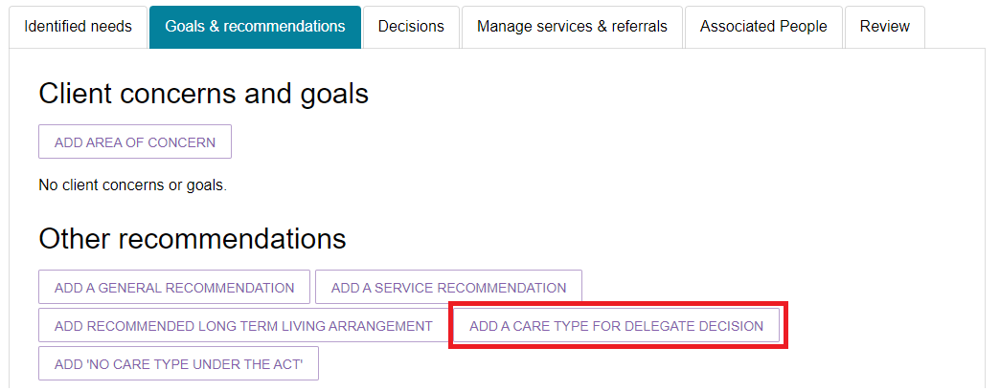 Identified needs Goals & recommendations Decisions Manage services & referrals Associated People Review
Client concerns and goals
ADD AREA OF CONCERN
No client concerns or goals.
Other recommendations
ADD A GENERAL RECOMMENDATION ADD A SERVICE RECOMMENDATION
ADD RECOMMENDED LONG TERM LIVING ARRANGEMENT ADD A CARE TYPE FOR DELEGATE DECISION
ADD 'NO CARE TYPE UNDER THE ACT'